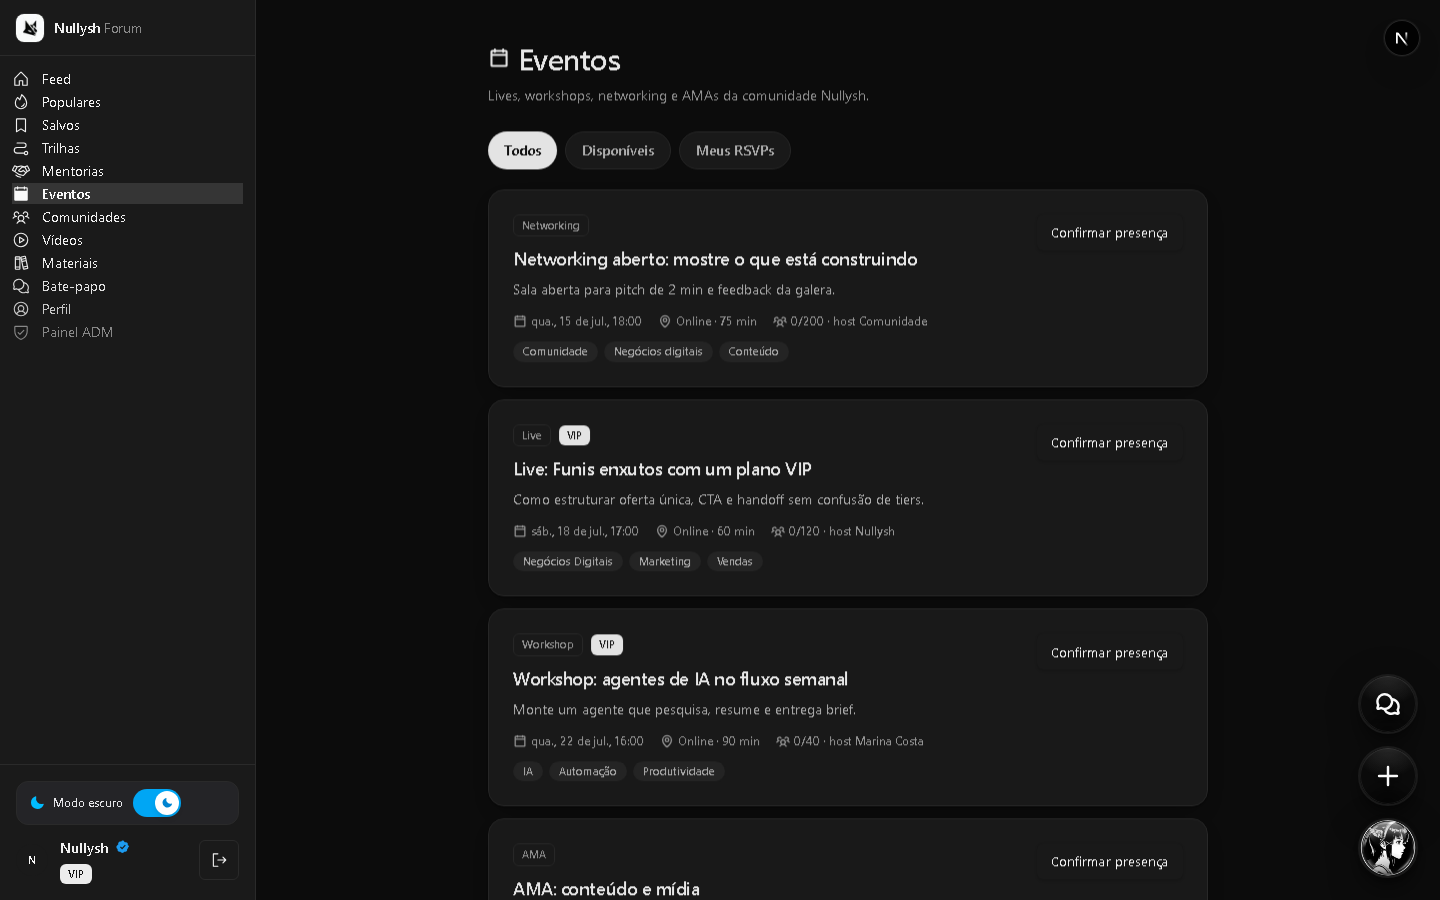 Nullysh Forum
Feed
Populares
Salvos
Trilhas
Mentorias
Eventos
Comunidades
Vídeos
Materiais
Bate-papo
Perfil
Painel ADM
Modo escuro
N
Nullysh
VIP
N
Eventos
Lives, workshops, networking e AMAs da comunidade Nullysh.
Todos Disponíveis Meus RSVPs
Networking
Confirmar presença
Networking aberto: mostre o que está construindo
Sala aberta para pitch de 2 min e feedback da galera.
qua., 15 de jul., 18:00 Online · 75 min 0/200 · host Comunidade
Comunidade Negócios digitais Conteúdo
Live VIP
Confirmar presença
Live: Funis enxutos com um plano VIP
Como estruturar oferta única, CTA e handoff sem confusão de tiers.
sáb., 18 de jul., 17:00 Online · 60 min 0/120 · host Nullysh
Negócios Digitais Marketing Vendas
Workshop VIP
Confirmar presença
Workshop: agentes de IA no fluxo semanal
Monte um agente que pesquisa, resume e entrega brief.
qua., 22 de jul., 16:00 Online · 90 min 0/40 · host Marina Costa
IA Automação Produtividade
AMA
Confirmar presença
AMA: conteúdo e mídia